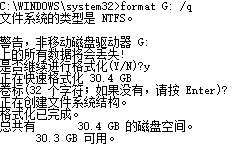 C:\WINDOWS\system32>format G: /q
文件系统的类型是 NTFS。
警告，非移动磁盘驱动器 G:
上的所有数据将会丢失!
是否继续进行格式化(Y/N)?y
正在快速格式化 30.4 GB
卷标(32 个字符; 如果没有，请按 Enter)?
正在创建文件系统结构。
格式化已完成。
总共有 30.4 GB 的磁盘空间。
30.3 GB 可用。